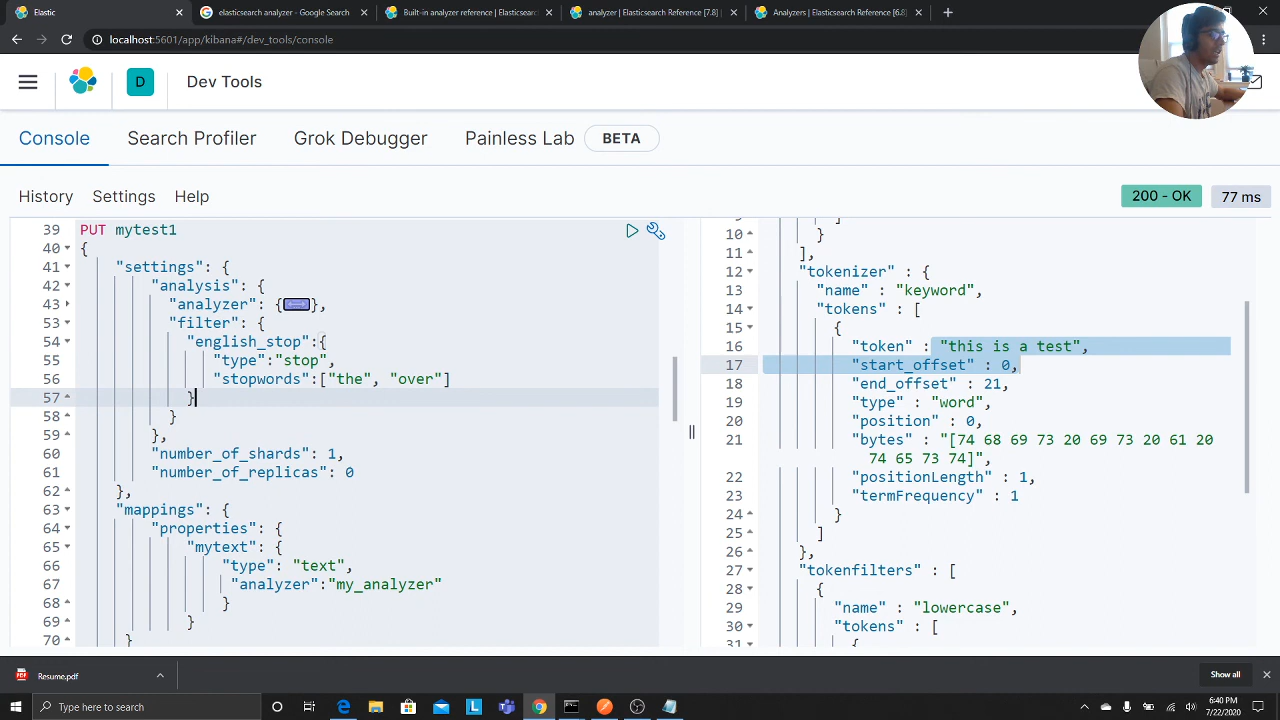 Elastic
elasticsearch analyzer - Google Search
Built-in analyzer reference | Elasticsearch
analyzer | Elasticsearch Reference [7.8]
Analyzers | Elasticsearch Reference [6.8]
localhost:5601/app/kibana#/dev_tools/console
D
Dev Tools
Console
Search Profiler
Grok Debugger
Painless Lab
BETA
History
Settings
Help
200 - OK
77 ms
39 PUT mytest1
40 {
41 "settings": {
42 "analysis": {
43 "analyzer": {},
53 "filter": {
54 "english_stop":{
55 "type":"stop",
56 "stopwords":["the", "over"]
57 }
58 }
59 },
60 "number_of_shards": 1,
61 "number_of_replicas": 0
62 },
63 "mappings": {
64 "properties": {
65 "mytext": {
66 "type": "text",
67 "analyzer":"my_analyzer"
68 }
69 }
70 }
10 }
11 ],
12 "tokenizer" : {
13 "name" : "keyword",
14 "tokens" : [
15 {
16 "token" : "this is a test",
17 "start_offset" : 0,
18 "end_offset" : 21,
19 "type" : "word",
20 "position" : 0,
21 "bytes" : "[74 68 69 73 20 69 73 20 61 20
74 65 73 74]",
22 "positionLength" : 1,
23 "termFrequency" : 1
24 }
25 ]
26 },
27 "tokenfilters" : [
28 {
29 "name" : "lowercase",
30 "tokens" : [
31 {
Resume.pdf
Show all
Type here to search
6:40 PM
7/22/2020